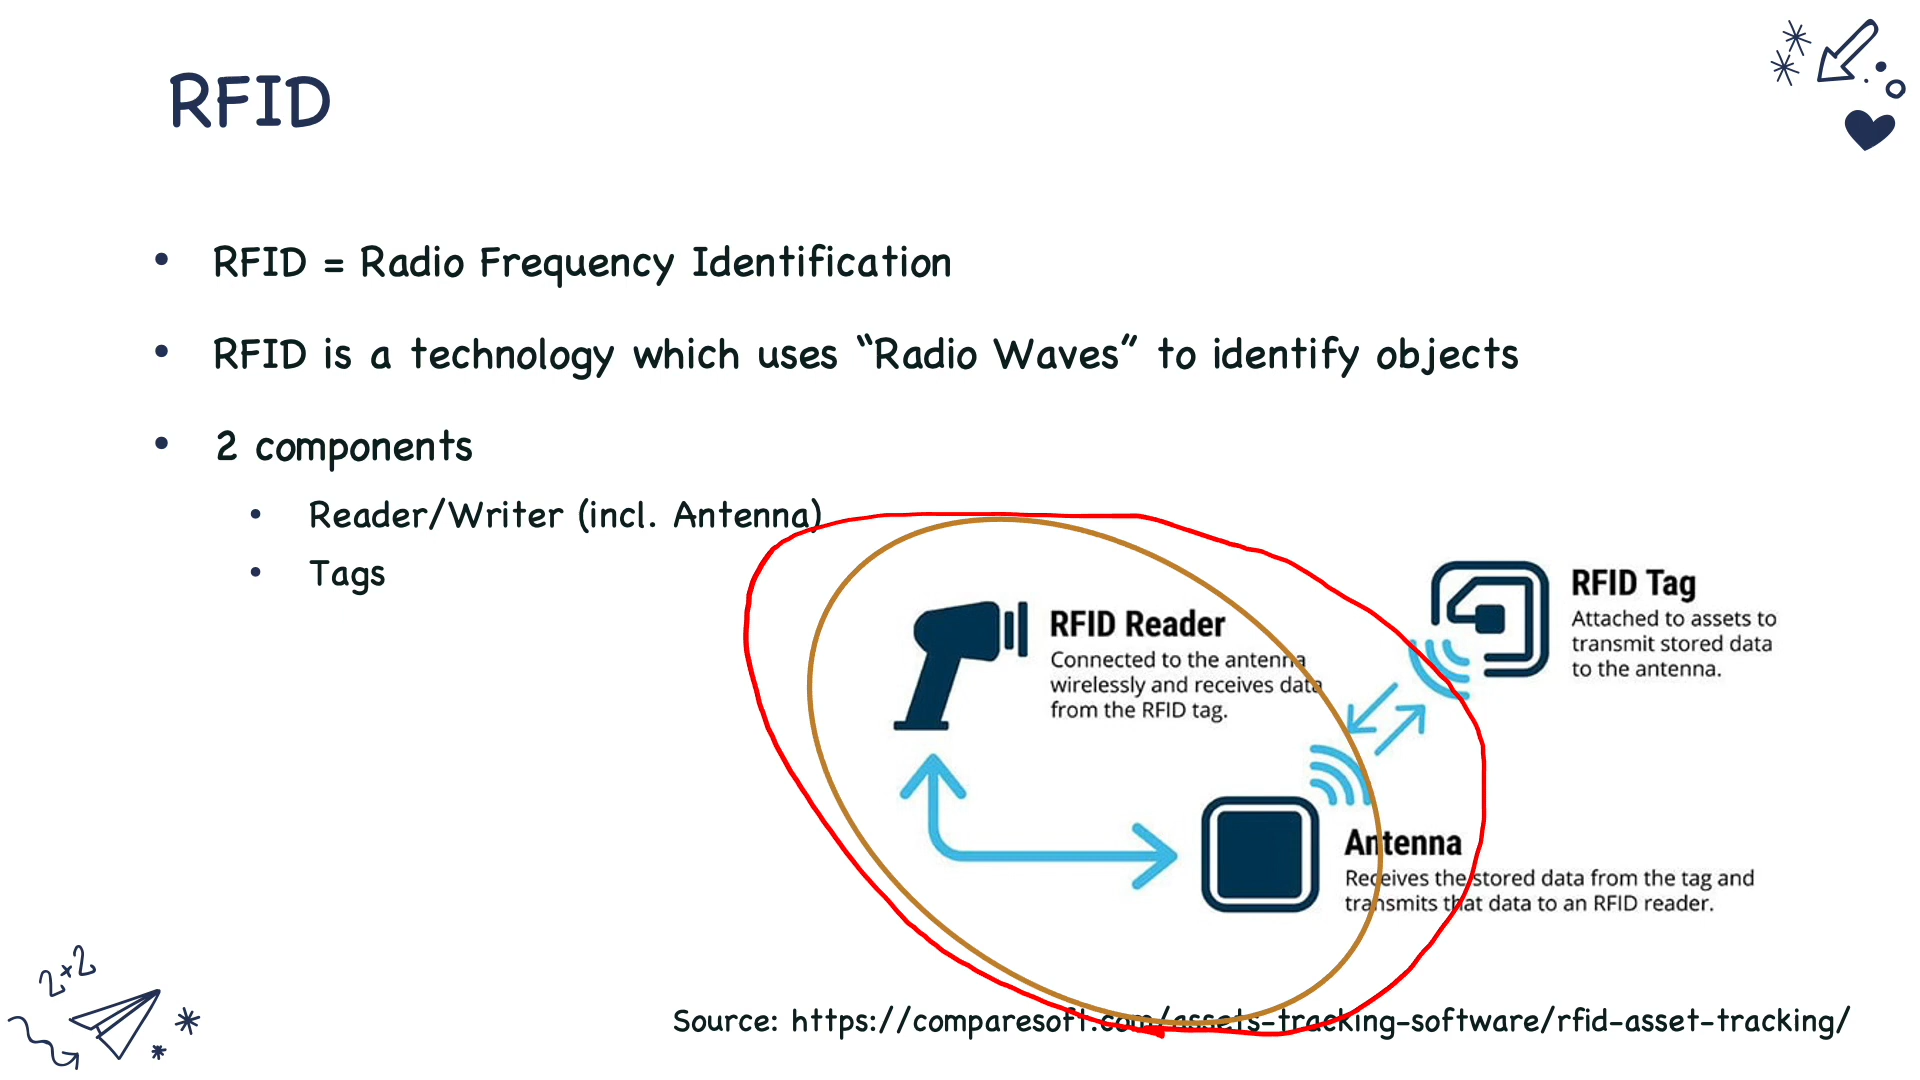 RFID
• RFID = Radio Frequency Identification
• RFID is a technology which uses “Radio Waves” to identify objects
• 2 components
• Reader/Writer (incl. Antenna)
• Tags
RFID Reader
Connected to the antenna
wirelessly and receives data
from the RFID tag.
RFID Tag
Attached to assets to
transmit stored data
to the antenna.
Antenna
Receives the stored data from the tag and
transmits that data to an RFID reader.
Source: https://comparesoft.com/assets-tracking-software/rfid-asset-tracking/
2x2